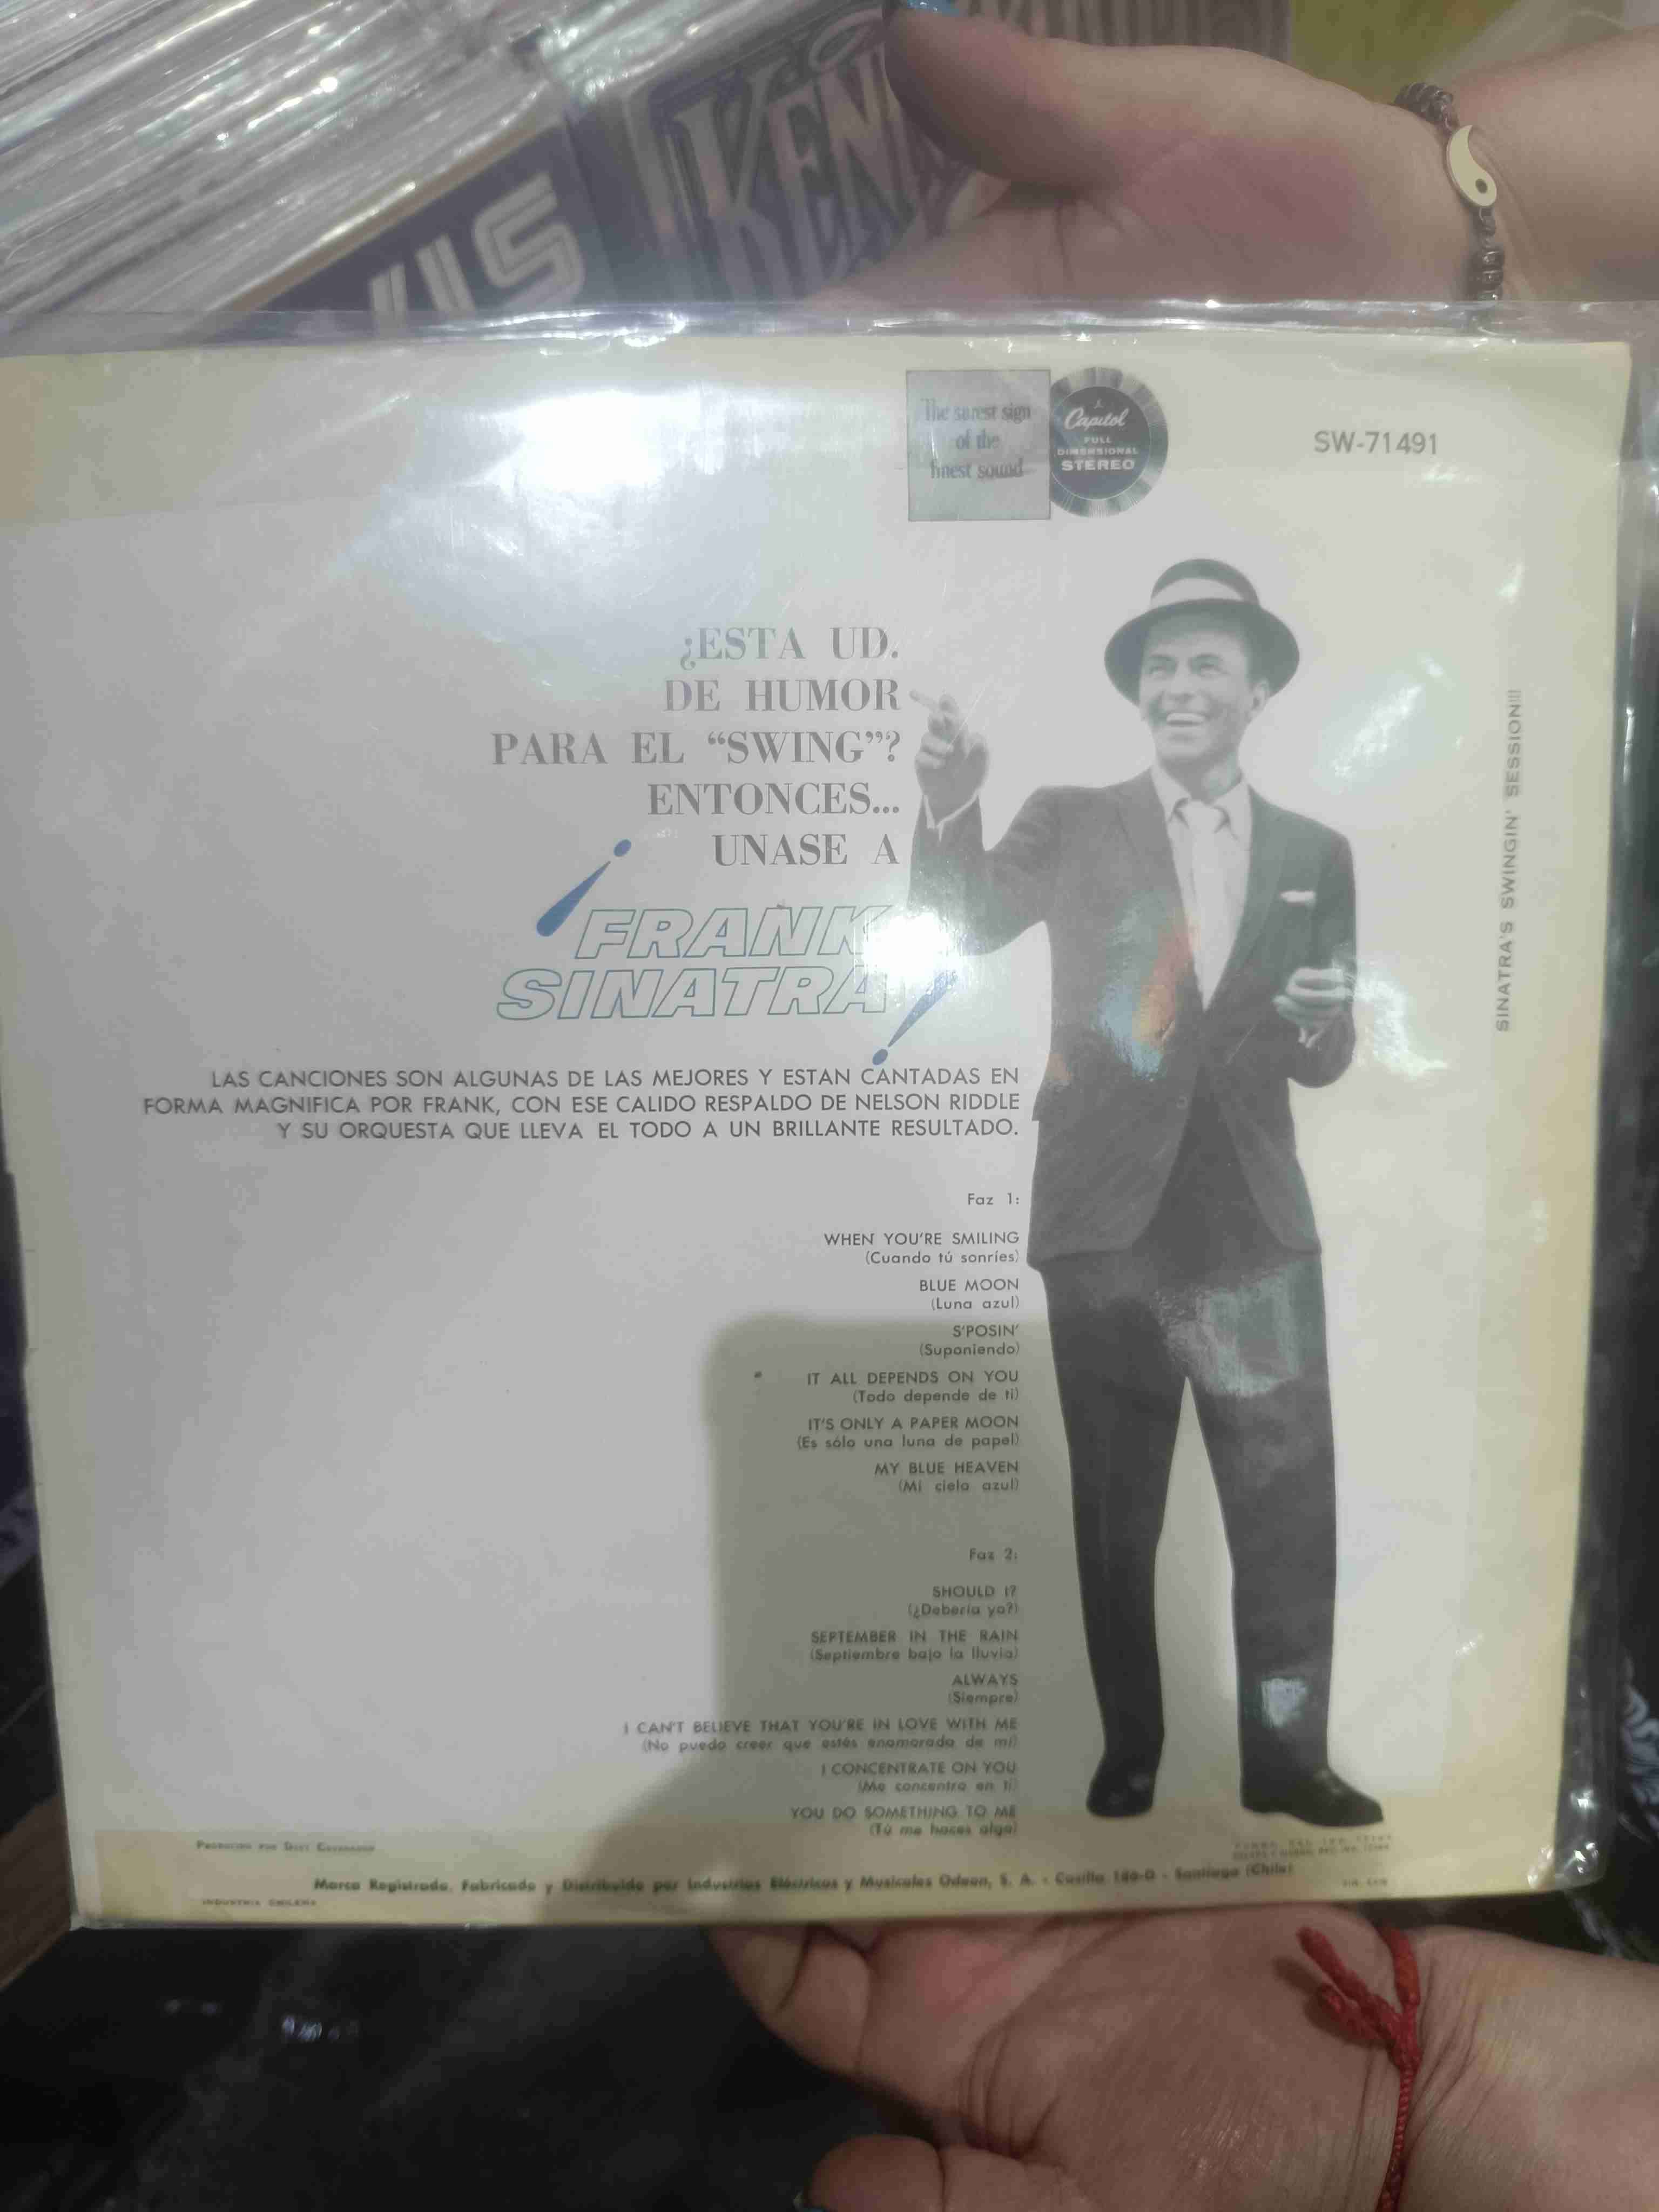 KEN
US
The surest sign
of the
finest sound
Capitol
FULL
DIMENSIONAL
STEREO
SW-71491
¿ESTA UD.
DE HUMOR
PARA EL “SWING”?
ENTONCES...
UNASE A
¡FRANK
SINATRA!
LAS CANCIONES SON ALGUNAS DE LAS MEJORES Y ESTAN CANTADAS EN
FORMA MAGNIFICA POR FRANK, CON ESE CALIDO RESPALDO DE NELSON RIDDLE
Y SU ORQUESTA QUE LLEVA EL TODO A UN BRILLANTE RESULTADO.
Faz 1:
WHEN YOU'RE SMILING
(Cuando tú sonríes)
BLUE MOON
(Luna azul)
S'POSIN'
(Suponiendo)
IT ALL DEPENDS ON YOU
(Todo depende de ti)
IT'S ONLY A PAPER MOON
(Es sólo una luna de papel)
MY BLUE HEAVEN
(Mi cielo azul)
Faz 2:
SHOULD I?
(¿Debería yo?)
SEPTEMBER IN THE RAIN
(Septiembre bajo la lluvia)
ALWAYS
(Siempre)
I CAN'T BELIEVE THAT YOU'RE IN LOVE WITH ME
(No puedo creer que estés enamorada de mí)
I CONCENTRATE ON YOU
(Me concentro en ti)
YOU DO SOMETHING TO ME
(Tú me haces algo)
SINATRA'S SWINGIN' SESSION!!!
Producido por Dave Cavanaugh
Marca Registrada. Fabricado y Distribuido por Industrias Eléctricas y Musicales Odeon, S. A. - Casilla 186-D - Santiago (Chile)
INDUSTRIA CHILENA